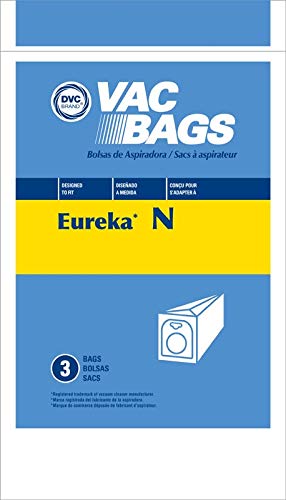 DVC
BRAND
VAC
BAGS
Bolsas de Aspiradora / Sacs à aspirateur
DESIGNED
TO FIT
DISEÑADO
A MEDIDA
CONÇU POUR
S'ADAPTER À
Eureka* N
3
BAGS
BOLSAS
SACS
*Registered trademark of vacuum cleaner manufacturer.
*Marca registrada del fabricante de la aspiradora.
*Marque de commerce déposée de fabricant d'aspirateur.